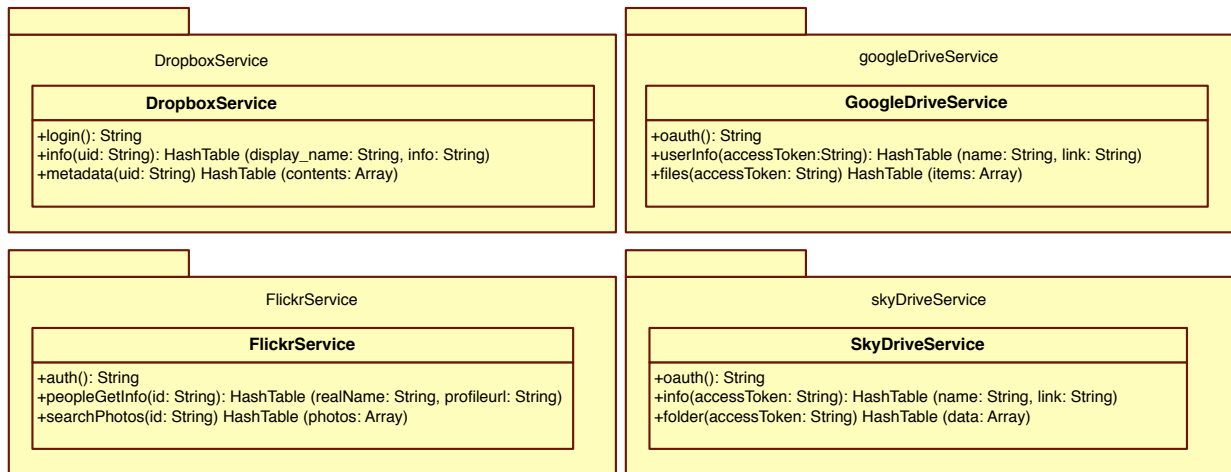 DropboxService
DropboxService
+login(): String
+info(uid: String): HashTable (display_name: String, info: String)
+metadata(uid: String) HashTable (contents: Array)
googleDriveService
GoogleDriveService
+oauth(): String
+userInfo(accessToken:String): HashTable (name: String, link: String)
+files(accessToken: String) HashTable (items: Array)
FlickrService
FlickrService
+auth(): String
+peopleGetInfo(id: String): HashTable (realName: String, profileurl: String)
+searchPhotos(id: String) HashTable (photos: Array)
skyDriveService
SkyDriveService
+oauth(): String
+info(accessToken: String): HashTable (name: String, link: String)
+folder(accessToken: String) HashTable (data: Array)